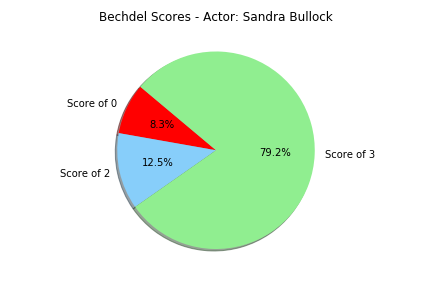 Bechdel Scores - Actor: Sandra Bullock
Score of 0
8.3%
79.2%
Score of 3
12.5%
Score of 2